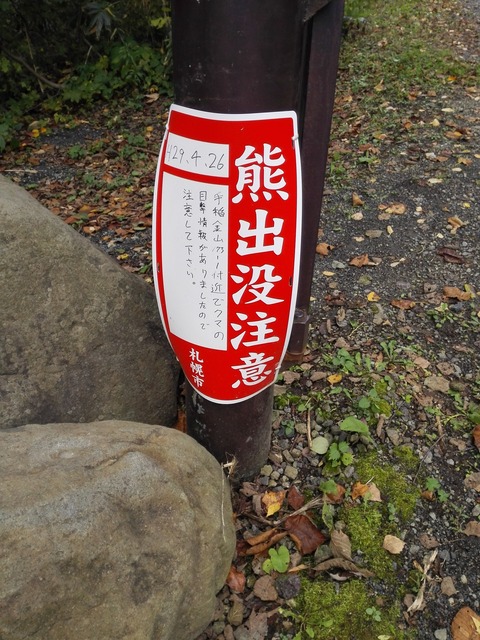 熊出没注意
H29.4.26
手稲金山カ-1付近でクマの
目撃情報がありましたので
注意して下さい。
札幌市